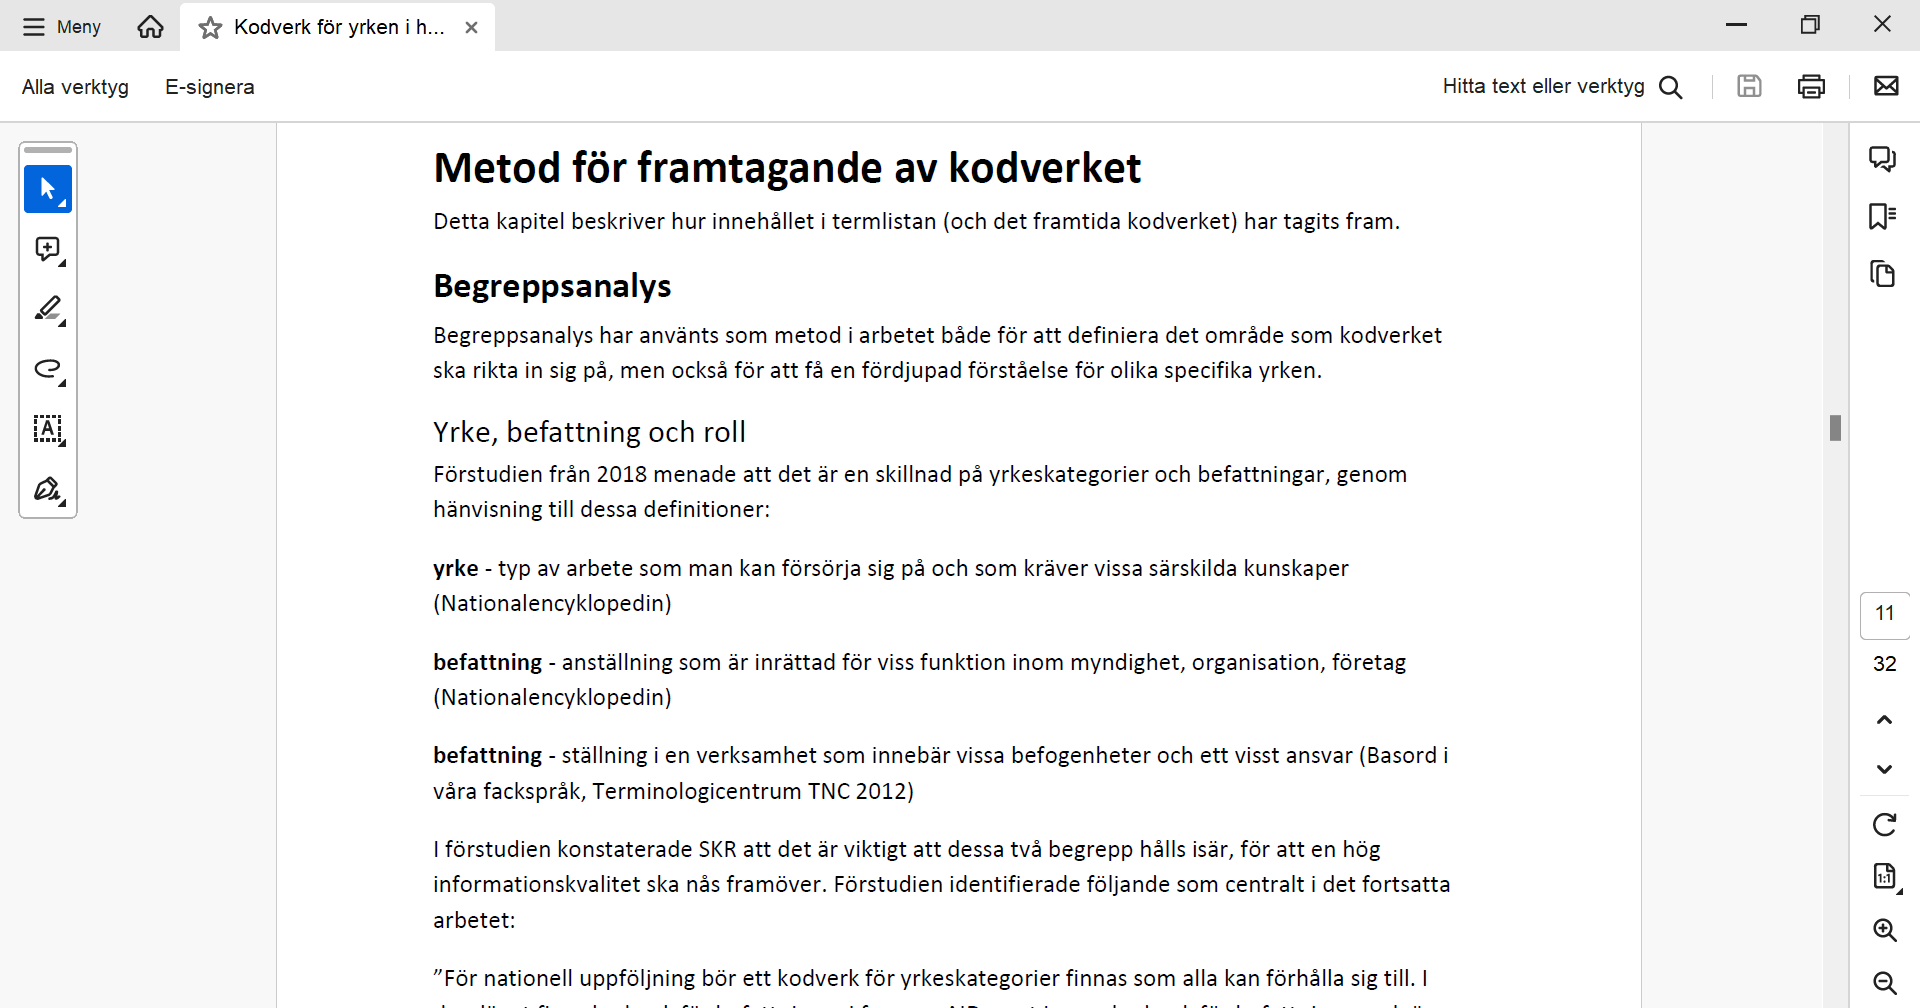 Meny
Kodverk för yrken i h...
Alla verktyg
E-signera
Hitta text eller verktyg
Metod för framtagande av kodverket
Detta kapitel beskriver hur innehållet i termlistan (och det framtida kodverket) har tagits fram.
Begreppsanalys
Begreppsanalys har använts som metod i arbetet både för att definiera det område som kodverket
ska rikta in sig på, men också för att få en fördjupad förståelse för olika specifika yrken.
Yrke, befattning och roll
Förstudien från 2018 menade att det är en skillnad på yrkeskategorier och befattningar, genom
hänvisning till dessa definitioner:
yrke - typ av arbete som man kan försörja sig på och som kräver vissa särskilda kunskaper
(Nationalencyklopedin)
befattning - anställning som är inrättad för viss funktion inom myndighet, organisation, företag
(Nationalencyklopedin)
befattning - ställning i en verksamhet som innebär vissa befogenheter och ett visst ansvar (Basord i
våra fackspråk, Terminologicentrum TNC 2012)
I förstudien konstaterade SKR att det är viktigt att dessa två begrepp hålls isär, för att en hög
informationskvalitet ska nås framöver. Förstudien identifierade följande som centralt i det fortsatta
arbetet:
”För nationell uppföljning bör ett kodverk för yrkeskategorier finnas som alla kan förhålla sig till. I
11
32
1:1